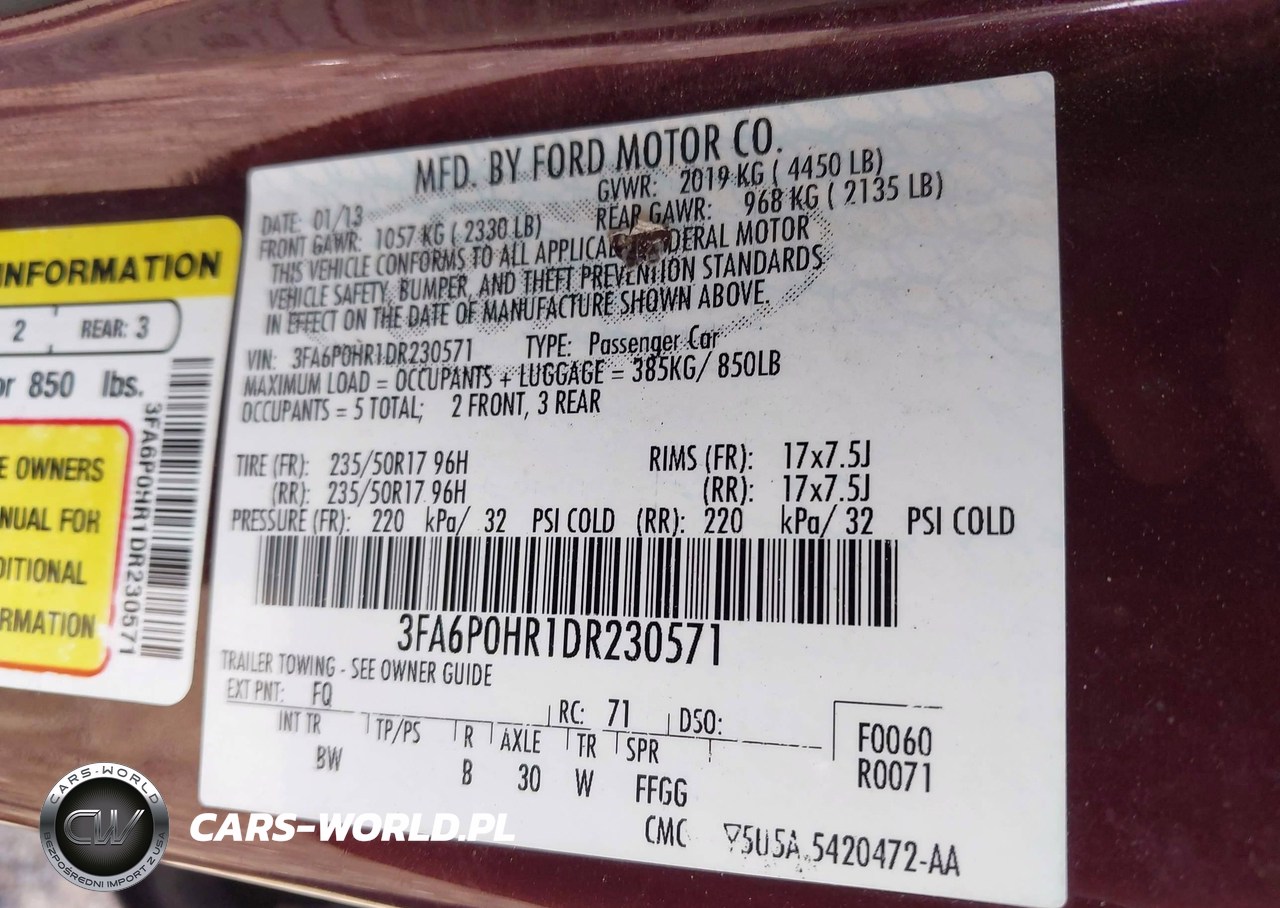 MFD. BY FORD MOTOR CO.
DATE: 01/13 GVWR: 2019 KG ( 4450 LB)
FRONT GAWR: 1057 KG ( 2330 LB) REAR GAWR: 968 KG ( 2135 LB)
THIS VEHICLE CONFORMS TO ALL MOTOR
VEHICLE SAFETY, BUMPER, AND THEFT PREVENTION STANDARDS
IN EFFECT ON THE DATE OF MANUFACTURE SHOWN ABOVE.
VIN: 3FA6P0HR1DR230571 TYPE: Passenger Car
MAXIMUM LOAD = OCCUPANTS + LUGGAGE = 385KG/ 850LB
OCCUPANTS = 5 TOTAL; 2 FRONT, 3 REAR
TIRE (FR): 235/50R17 96H RIMS (FR): 17x7.5J
(RR): 235/50R17 96H (RR): 17x7.5J
PRESSURE (FR): 220 kPa/ 32 PSI COLD (RR): 220 kPa/ 32 PSI COLD
3FA6P0HR1DR230571
TRAILER TOWING - SEE OWNER GUIDE
EXT PNT: FQ RC: 71 DSO:
INT TR TP/PS R AXLE TR SPR
BW B 30 W FFGG
F0060
R0071
CMC 5U5A 5420472-AA
INFORMATION
2 REAR: 3
or 850 lbs.
3FA6P0HR1DR230571
E OWNERS
NUAL FOR
DITIONAL
RMATION
CARS-WORLD
CW
BEZPOŚREDNI IMPORT Z USA
CARS-WORLD.PL